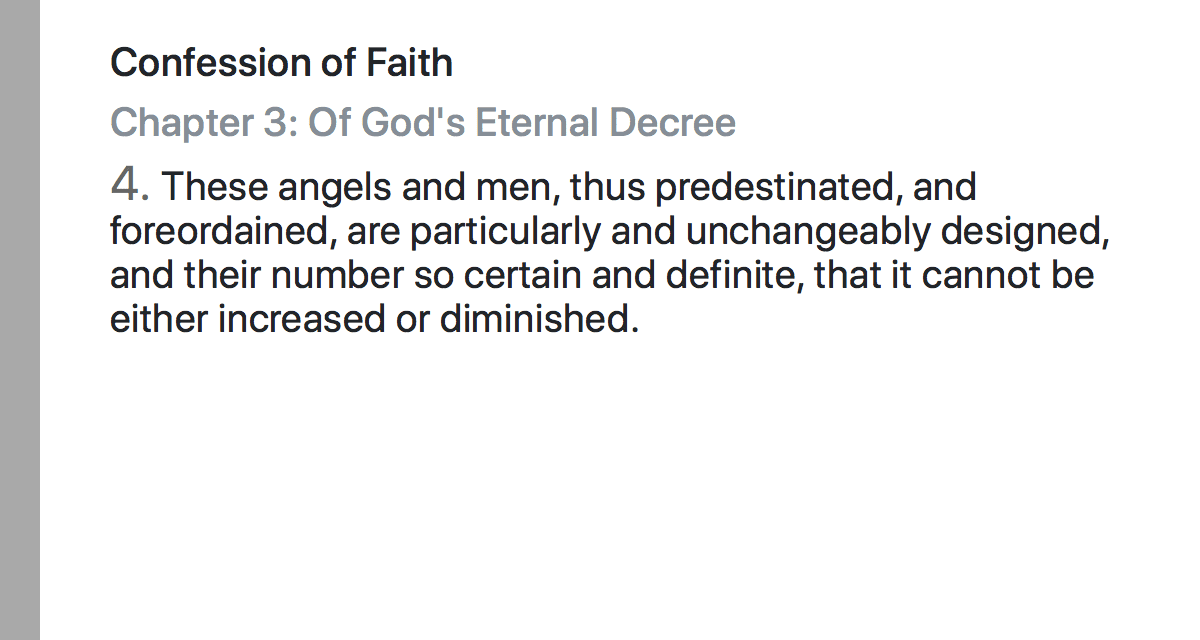 Confession of Faith
Chapter 3: Of God's Eternal Decree
4. These angels and men, thus predestinated, and
foreordained, are particularly and unchangeably designed,
and their number so certain and definite, that it cannot be
either increased or diminished.